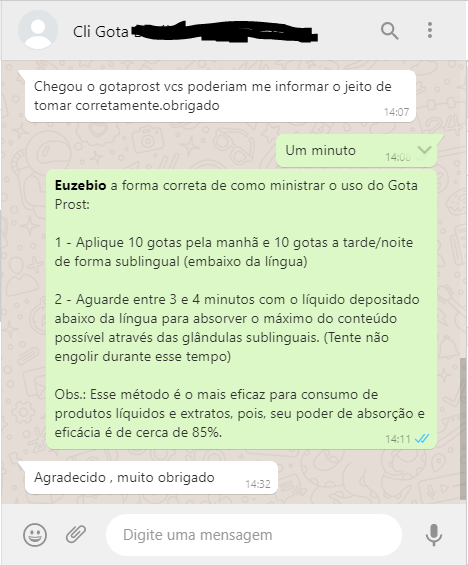 Cli Gota
Chegou o gotaprost vcs poderiam me informar o jeito de
tomar corretamente.obrigado
14:07
Um minuto
Euzebio a forma correta de como ministrar o uso do Gota
Prost:
1 - Aplique 10 gotas pela manhã e 10 gotas a tarde/noite
de forma sublingual (embaixo da língua)
2 - Aguarde entre 3 e 4 minutos com o líquido depositado
abaixo da língua para absorver o máximo do conteúdo
possível através das glândulas sublinguais. (Tente não
engolir durante esse tempo)
Obs.: Esse método é o mais eficaz para consumo de
produtos líquidos e extratos, pois, seu poder de absorção e
eficácia é de cerca de 85%.
14:11
Agradecido , muito obrigado
14:32
Digite uma mensagem